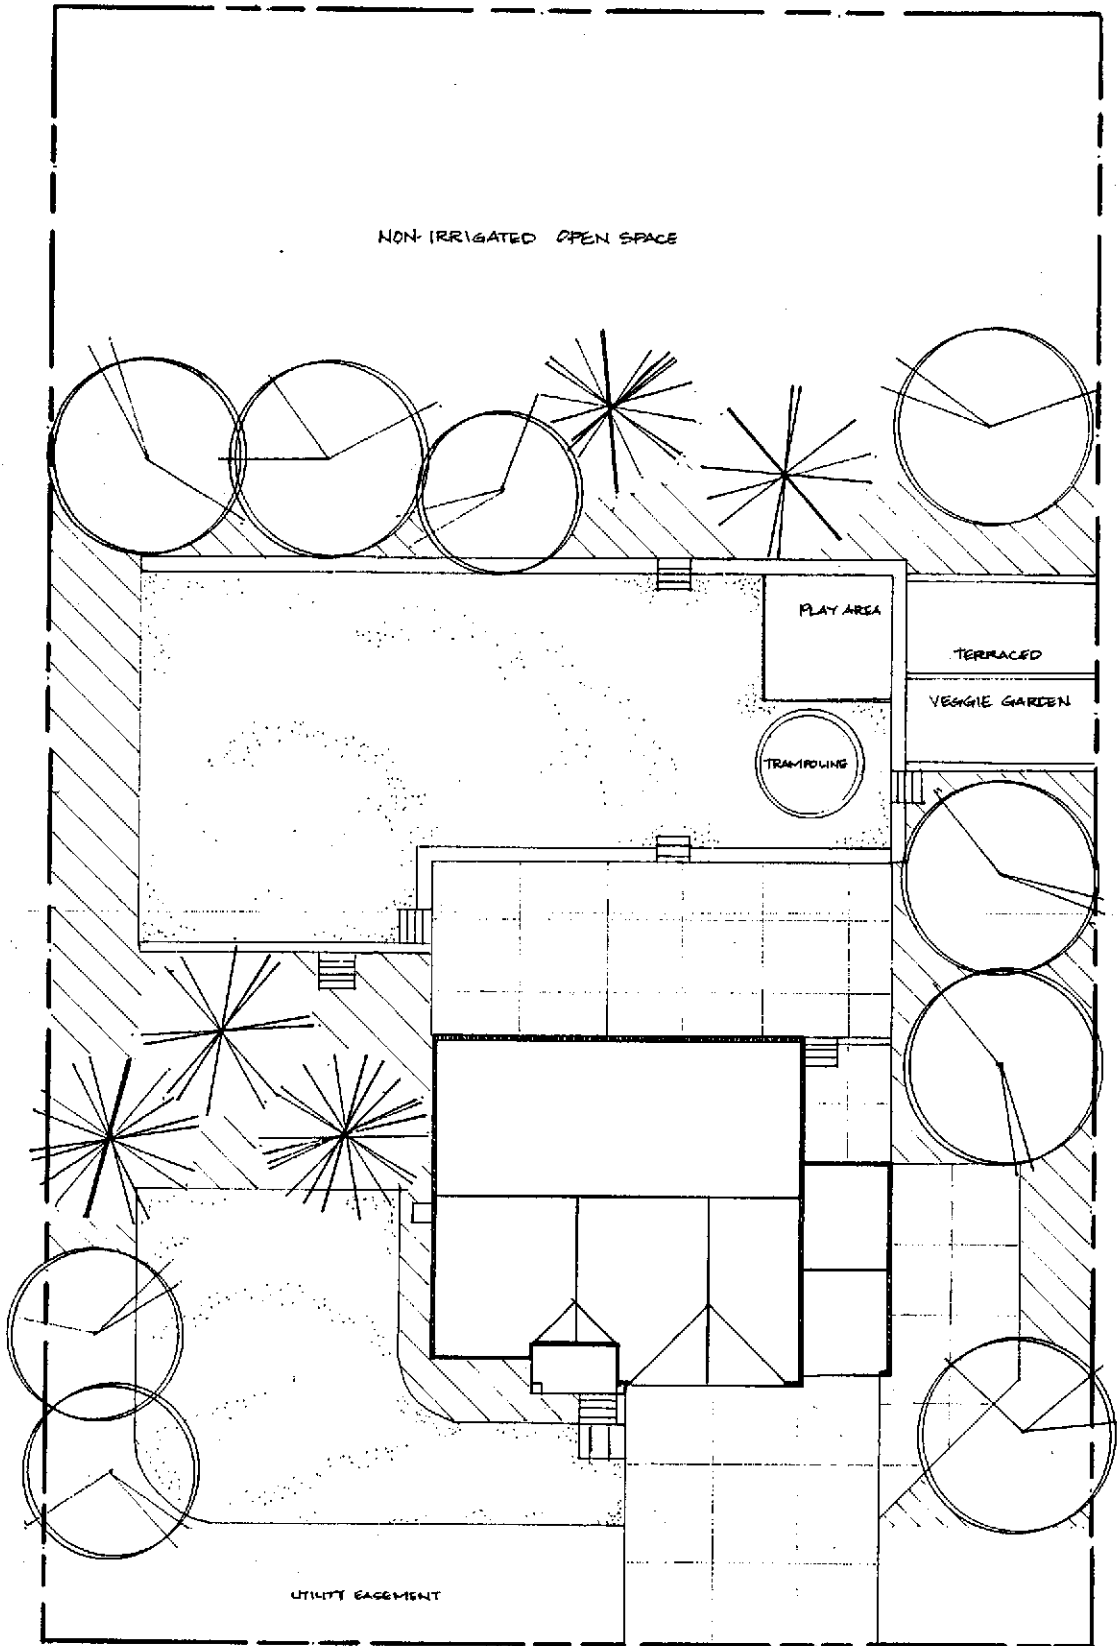 NON-IRRIGATED OPEN SPACE
PLAY AREA
TERRACED
VEGGIE GARDEN
TRAMPOLINE
UTILITY EASEMENT